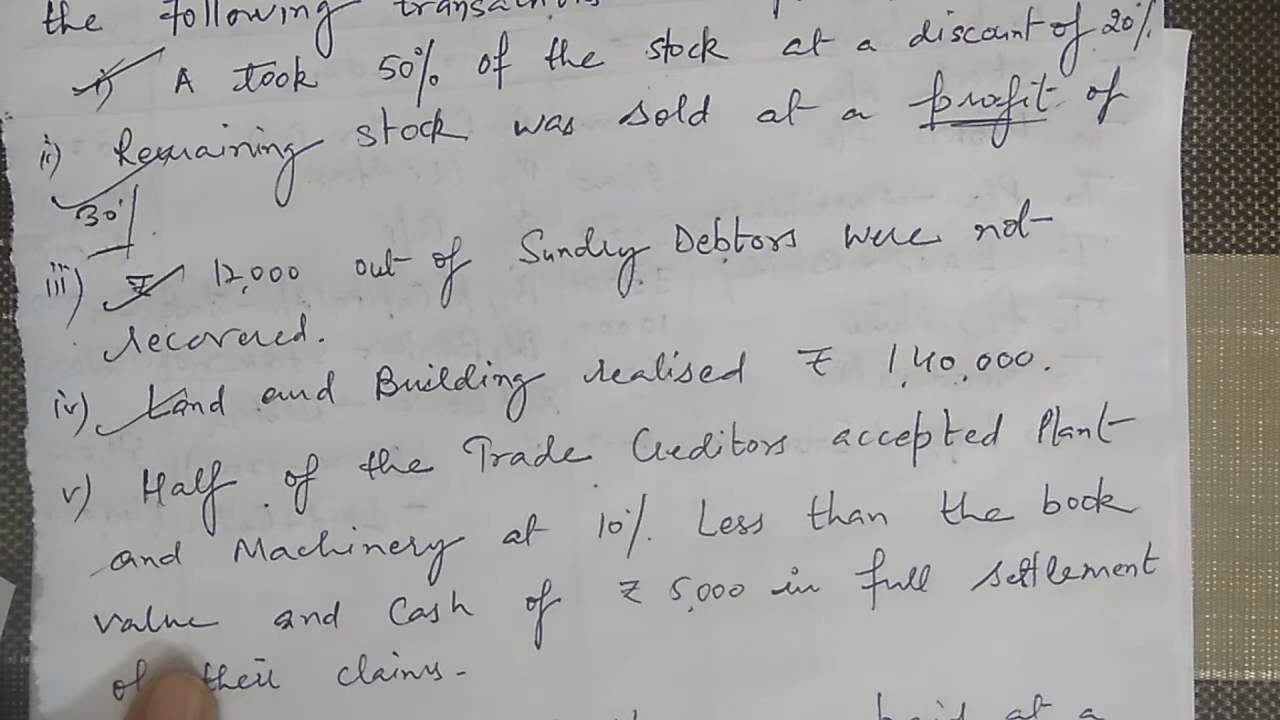 the following transactions
i) A took 50% of the stock at a discount of 20%.
ii) Remaining stock was sold at a profit of
30%
iii) ₹ 12,000 out of Sundry Debtors were not
recovered.
iv) Land and Building realised ₹ 1,40,000.
v) Half of the Trade Creditors accepted Plant
and Machinery at 10%. Less than the book
value and Cash of ₹ 5,000 in full settlement
of their claims.
paid at a